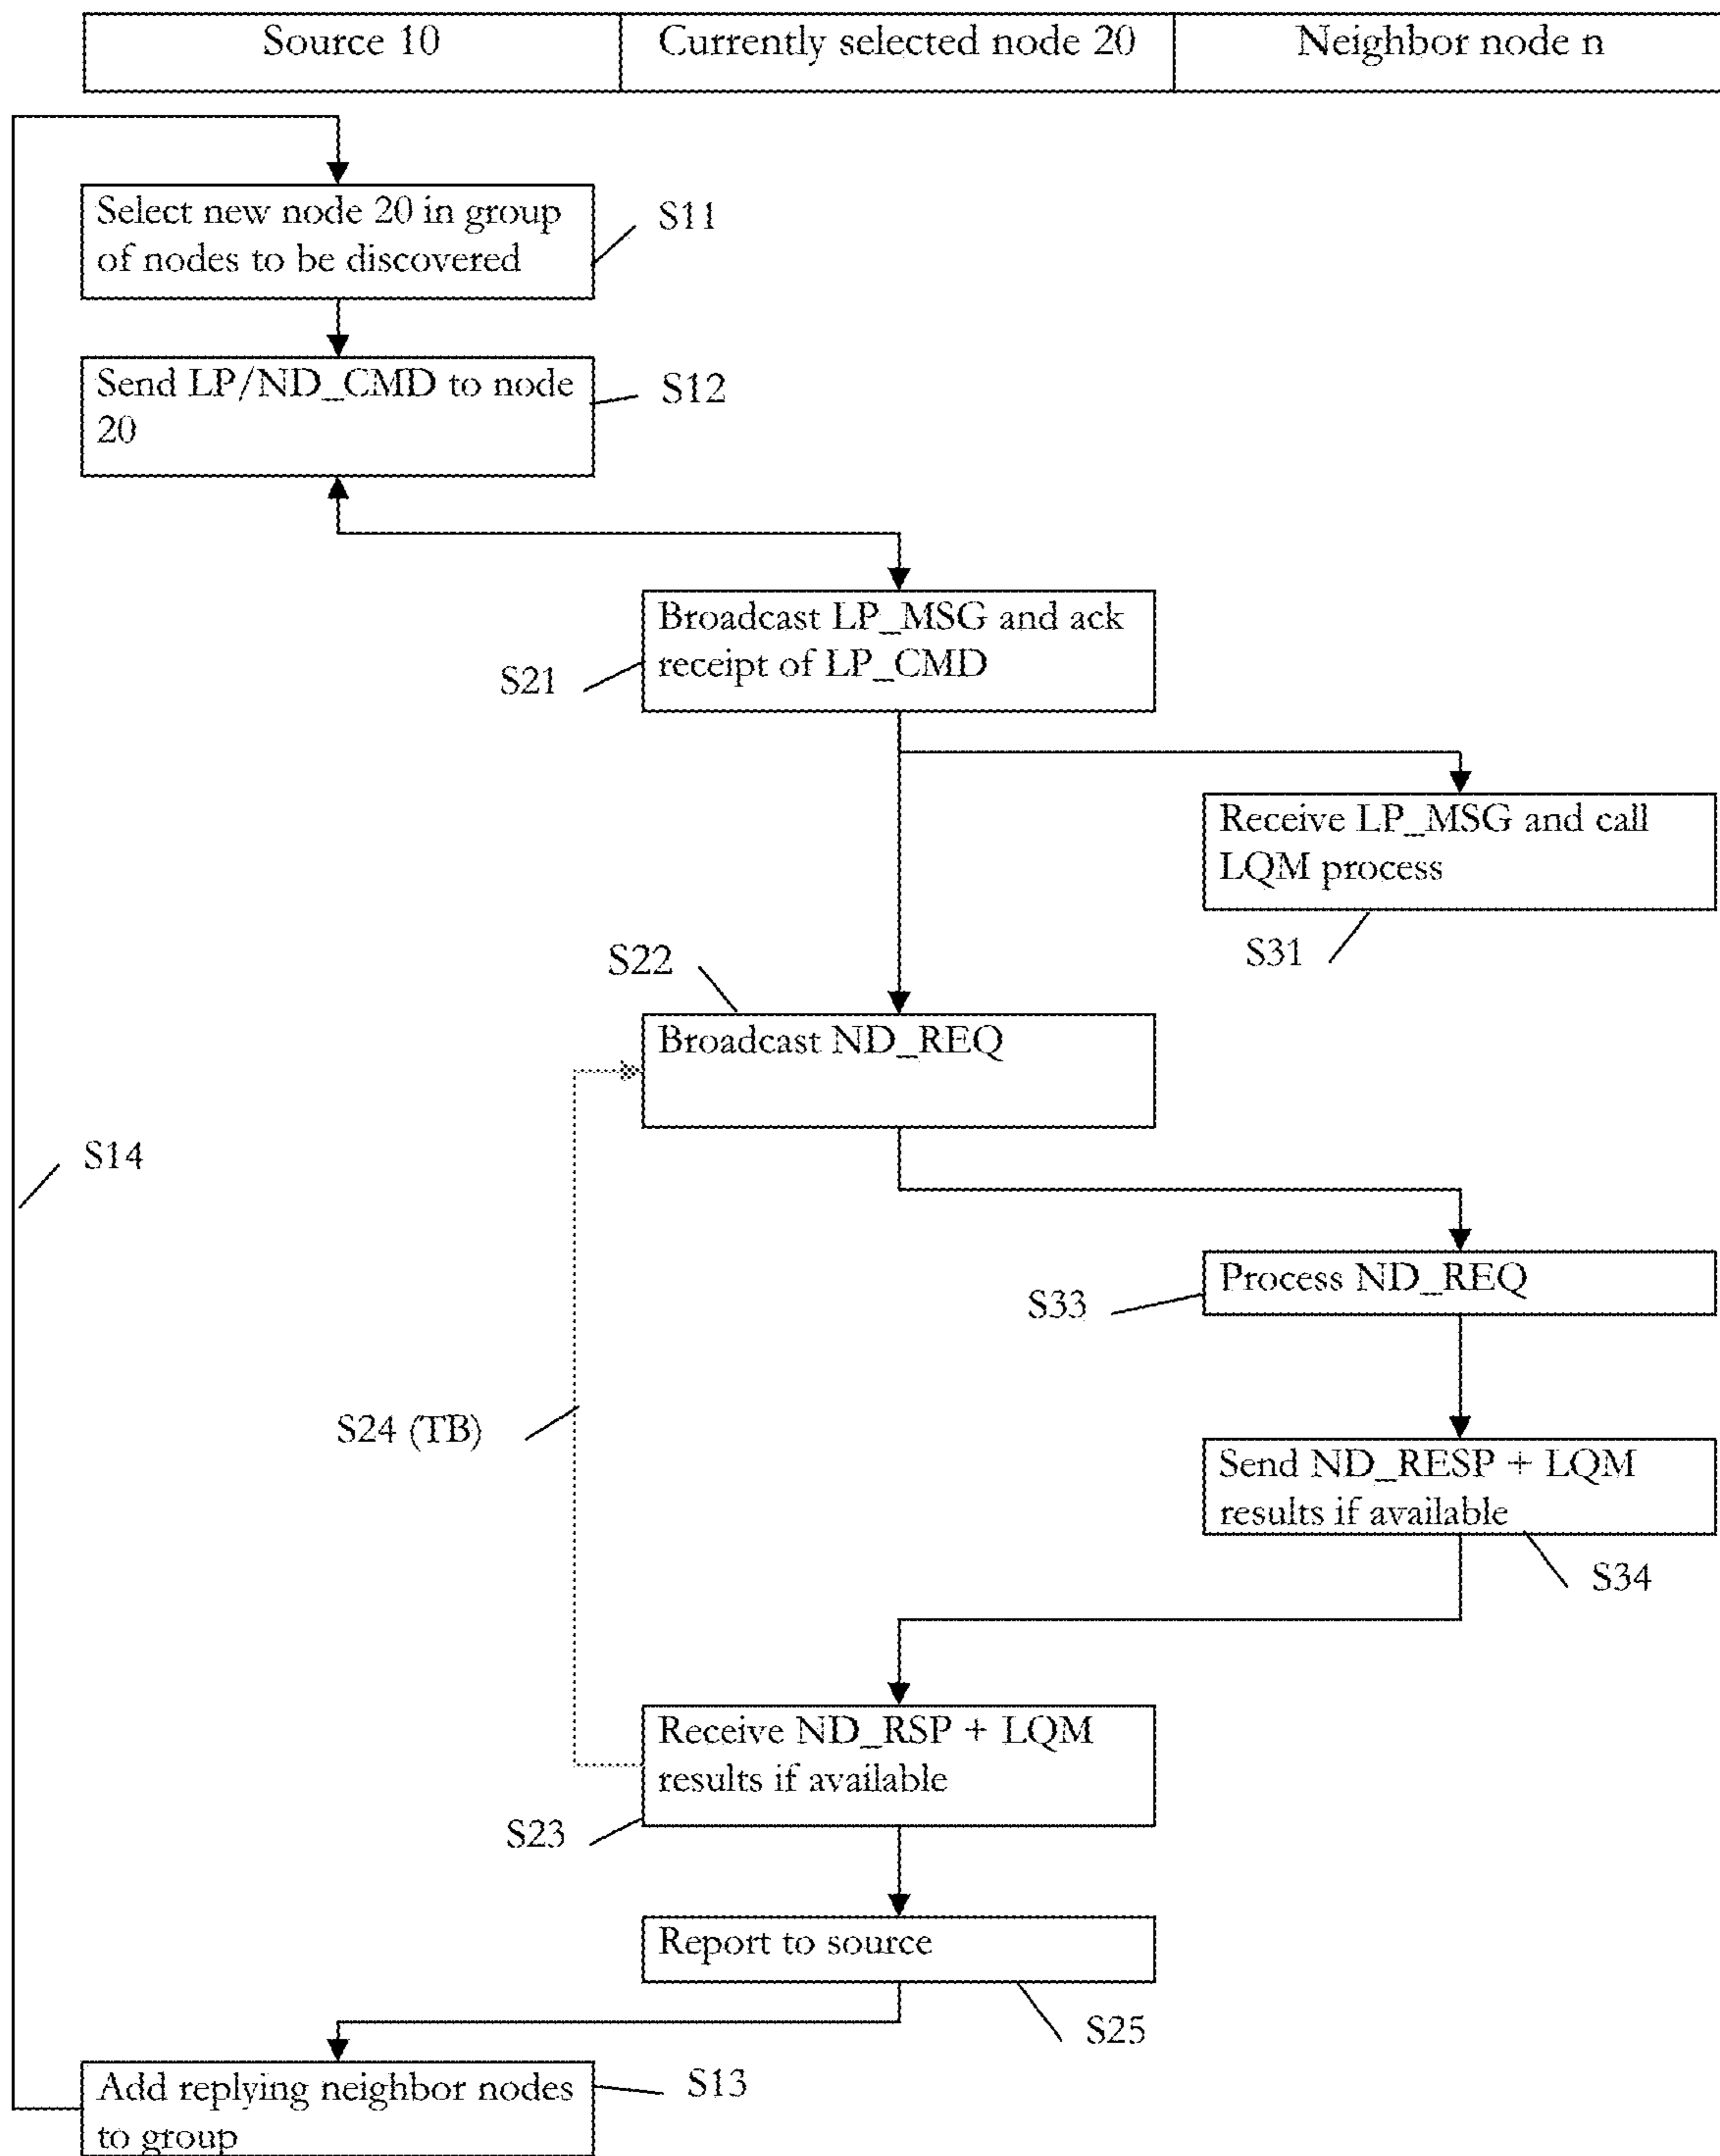 Source 10
Currently selected node 20
Neighbor node n
Select new node 20 in group
of nodes to be discovered
S11
Send LP/ND_CMD to node
20
S12
Broadcast LP_MSG and ack
receipt of LP_CMD
S21
Receive LP_MSG and call
LQM process
S31
S22
Broadcast ND_REQ
S14
Process ND_REQ
S33
S24 (TB)
Send ND_RESP + LQM
results if available
S34
Receive ND_RSP + LQM
results if available
S23
Report to source
S25
Add replying neighbor nodes
to group
S13